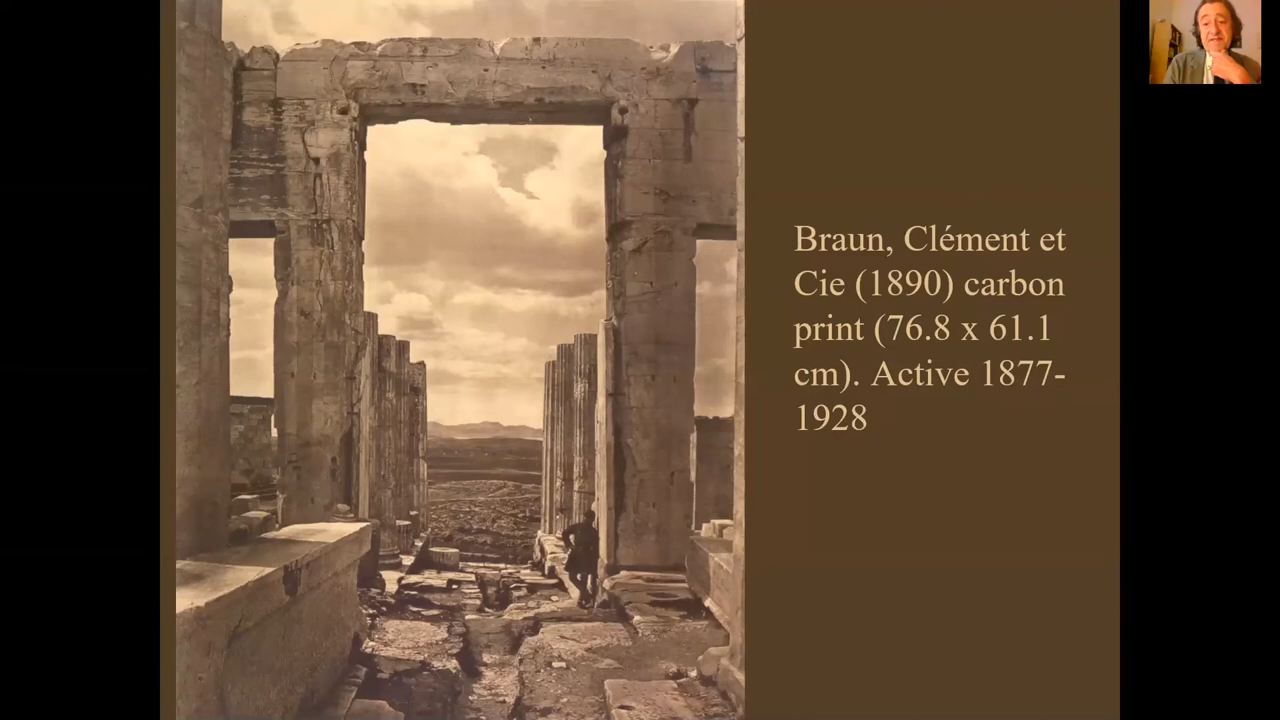 Braun, Clément et
Cie (1890) carbon
print (76.8 x 61.1
cm). Active 1877-
1928